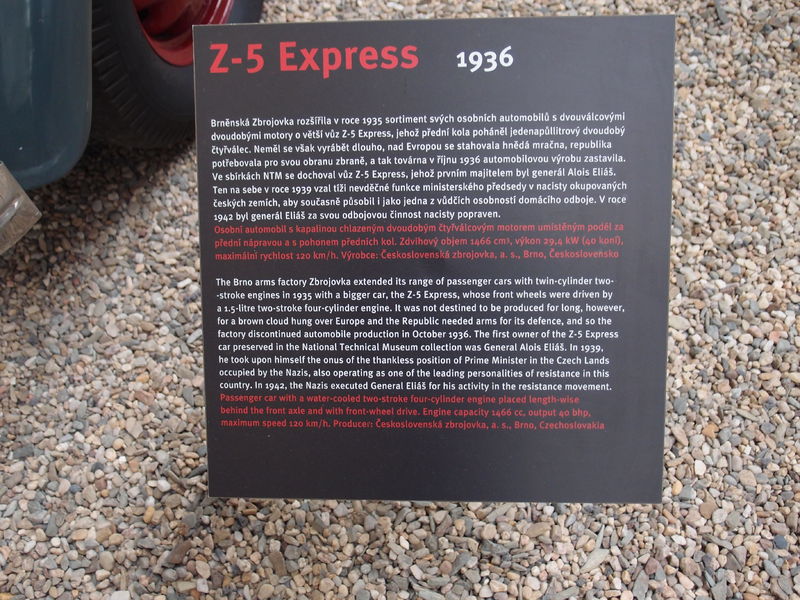 Z-5 Express 1936
Brněnská Zbrojovka rozšířila v roce 1935 sortiment svých osobních automobilů s dvouválcovými
dvoudobými motory o větší vůz Z-5 Express, jehož přední kola poháněl jedenapůllitrový dvoudobý
čtyřválec. Neměl se však vyrábět dlouho, nad Evropou se stahovala hnědá mračna, republika
potřebovala pro svou obranu zbraně, a tak továrna v říjnu 1936 automobilovou výrobu zastavila.
Ve sbírkách NTM se dochoval vůz Z-5 Express, jehož prvním majitelem byl generál Alois Eliáš.
Ten na sebe v roce 1939 vzal tíži nevděčné funkce ministerského předsedy v nacisty okupovaných
českých zemích, aby současně působil i jako jedna z vůdčích osobností domácího odboje. V roce
1942 byl generál Eliáš za svou odbojovou činnost nacisty popraven.
Osobní automobil s kapalinou chlazeným dvoudobým čtyřválcovým motorem umístěným podél za
přední nápravou a s pohonem předních kol. Zdvihový objem 1466 cm³, výkon 29,4 kW (40 koní),
maximální rychlost 120 km/h. Výrobce: Československá zbrojovka, a. s., Brno, Československo
The Brno arms factory Zbrojovka extended its range of passenger cars with twin-cylinder two-
-stroke engines in 1935 with a bigger car, the Z-5 Express, whose front wheels were driven by
a 1.5-litre two-stroke four-cylinder engine. It was not destined to be produced for long, however,
for a brown cloud hung over Europe and the Republic needed arms for its defence, and so the
factory discontinued automobile production in October 1936. The first owner of the Z-5 Express
car preserved in the National Technical Museum collection was General Alois Eliáš. In 1939,
he took upon himself the onus of the thankless position of Prime Minister in the Czech Lands
occupied by the Nazis, also operating as one of the leading personalities of resistance in this
country. In 1942, the Nazis executed General Eliáš for his activity in the resistance movement.
Passenger car with a water-cooled two-stroke four-cylinder engine placed length-wise
behind the front axle and with front-wheel drive. Engine capacity 1466 cc, output 40 bhp,
maximum speed 120 km/h. Producer: Československá zbrojovka, a. s., Brno, Czechoslovakia